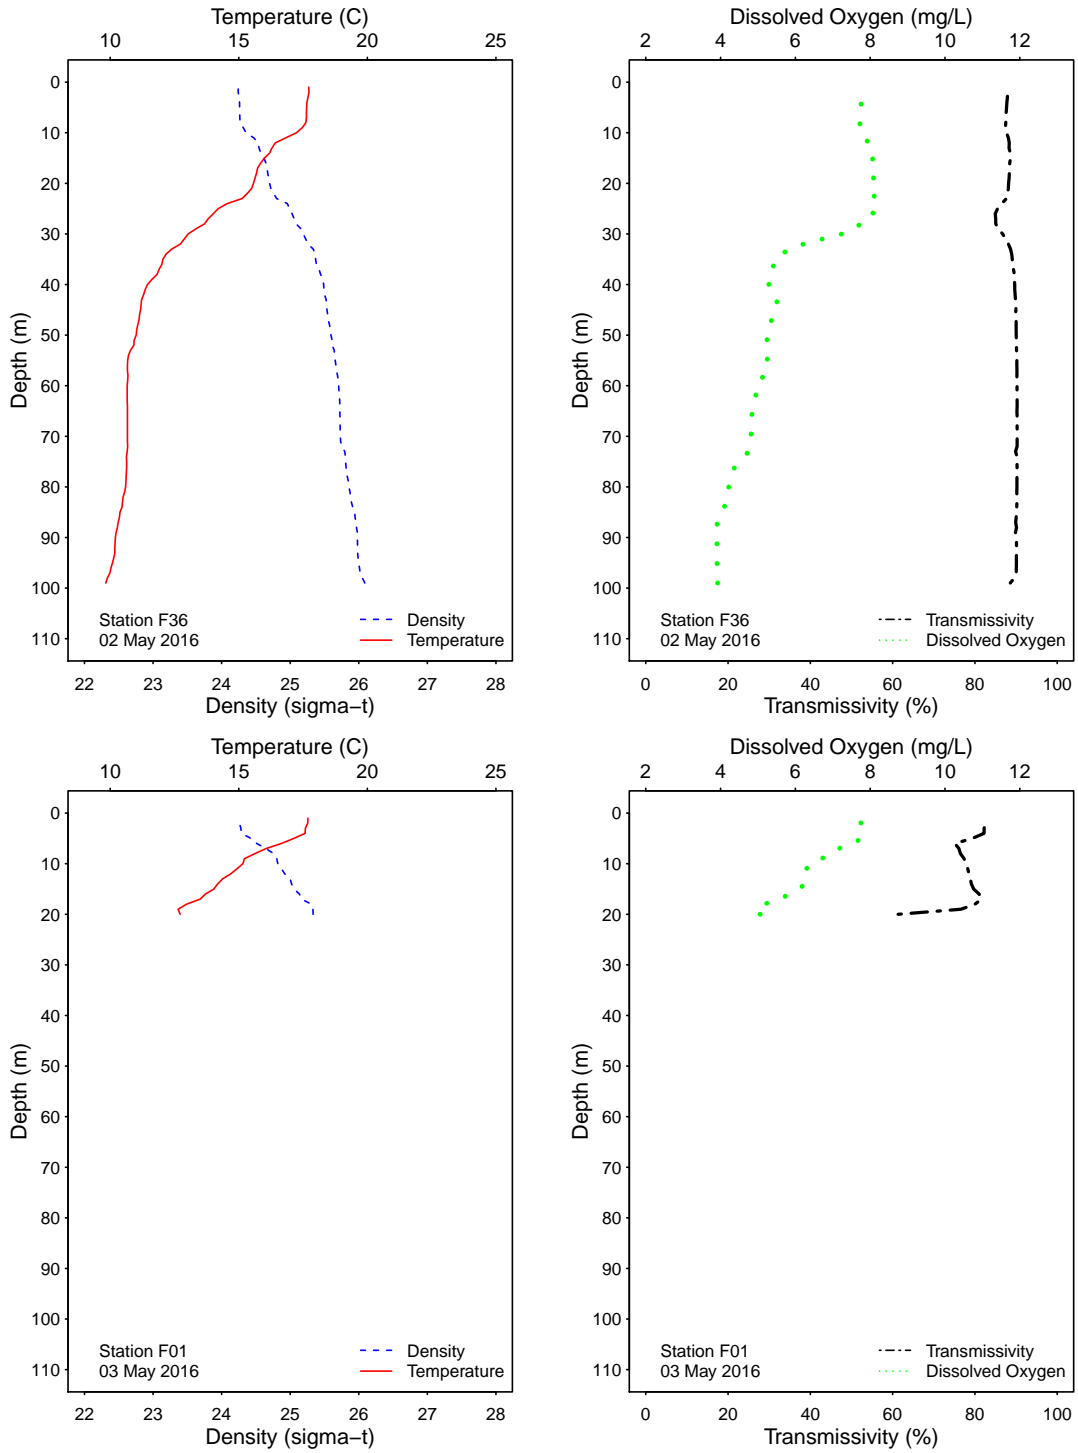 Temperature (C)
10 15 20 25
0
10
20
30
40
50
60
70
80
90
100
110
Depth (m)
Station F36
02 May 2016
Density
Temperature
22 23 24 25 26 27 28
Density (sigma−t)
Dissolved Oxygen (mg/L)
2 4 6 8 10 12
0
10
20
30
40
50
60
70
80
90
100
110
Depth (m)
Station F36
02 May 2016
Transmissivity
Dissolved Oxygen
0 20 40 60 80 100
Transmissivity (%)
Temperature (C)
10 15 20 25
0
10
20
30
40
50
60
70
80
90
100
110
Depth (m)
Station F01
03 May 2016
Density
Temperature
22 23 24 25 26 27 28
Density (sigma−t)
Dissolved Oxygen (mg/L)
2 4 6 8 10 12
0
10
20
30
40
50
60
70
80
90
100
110
Depth (m)
Station F01
03 May 2016
Transmissivity
Dissolved Oxygen
0 20 40 60 80 100
Transmissivity (%)